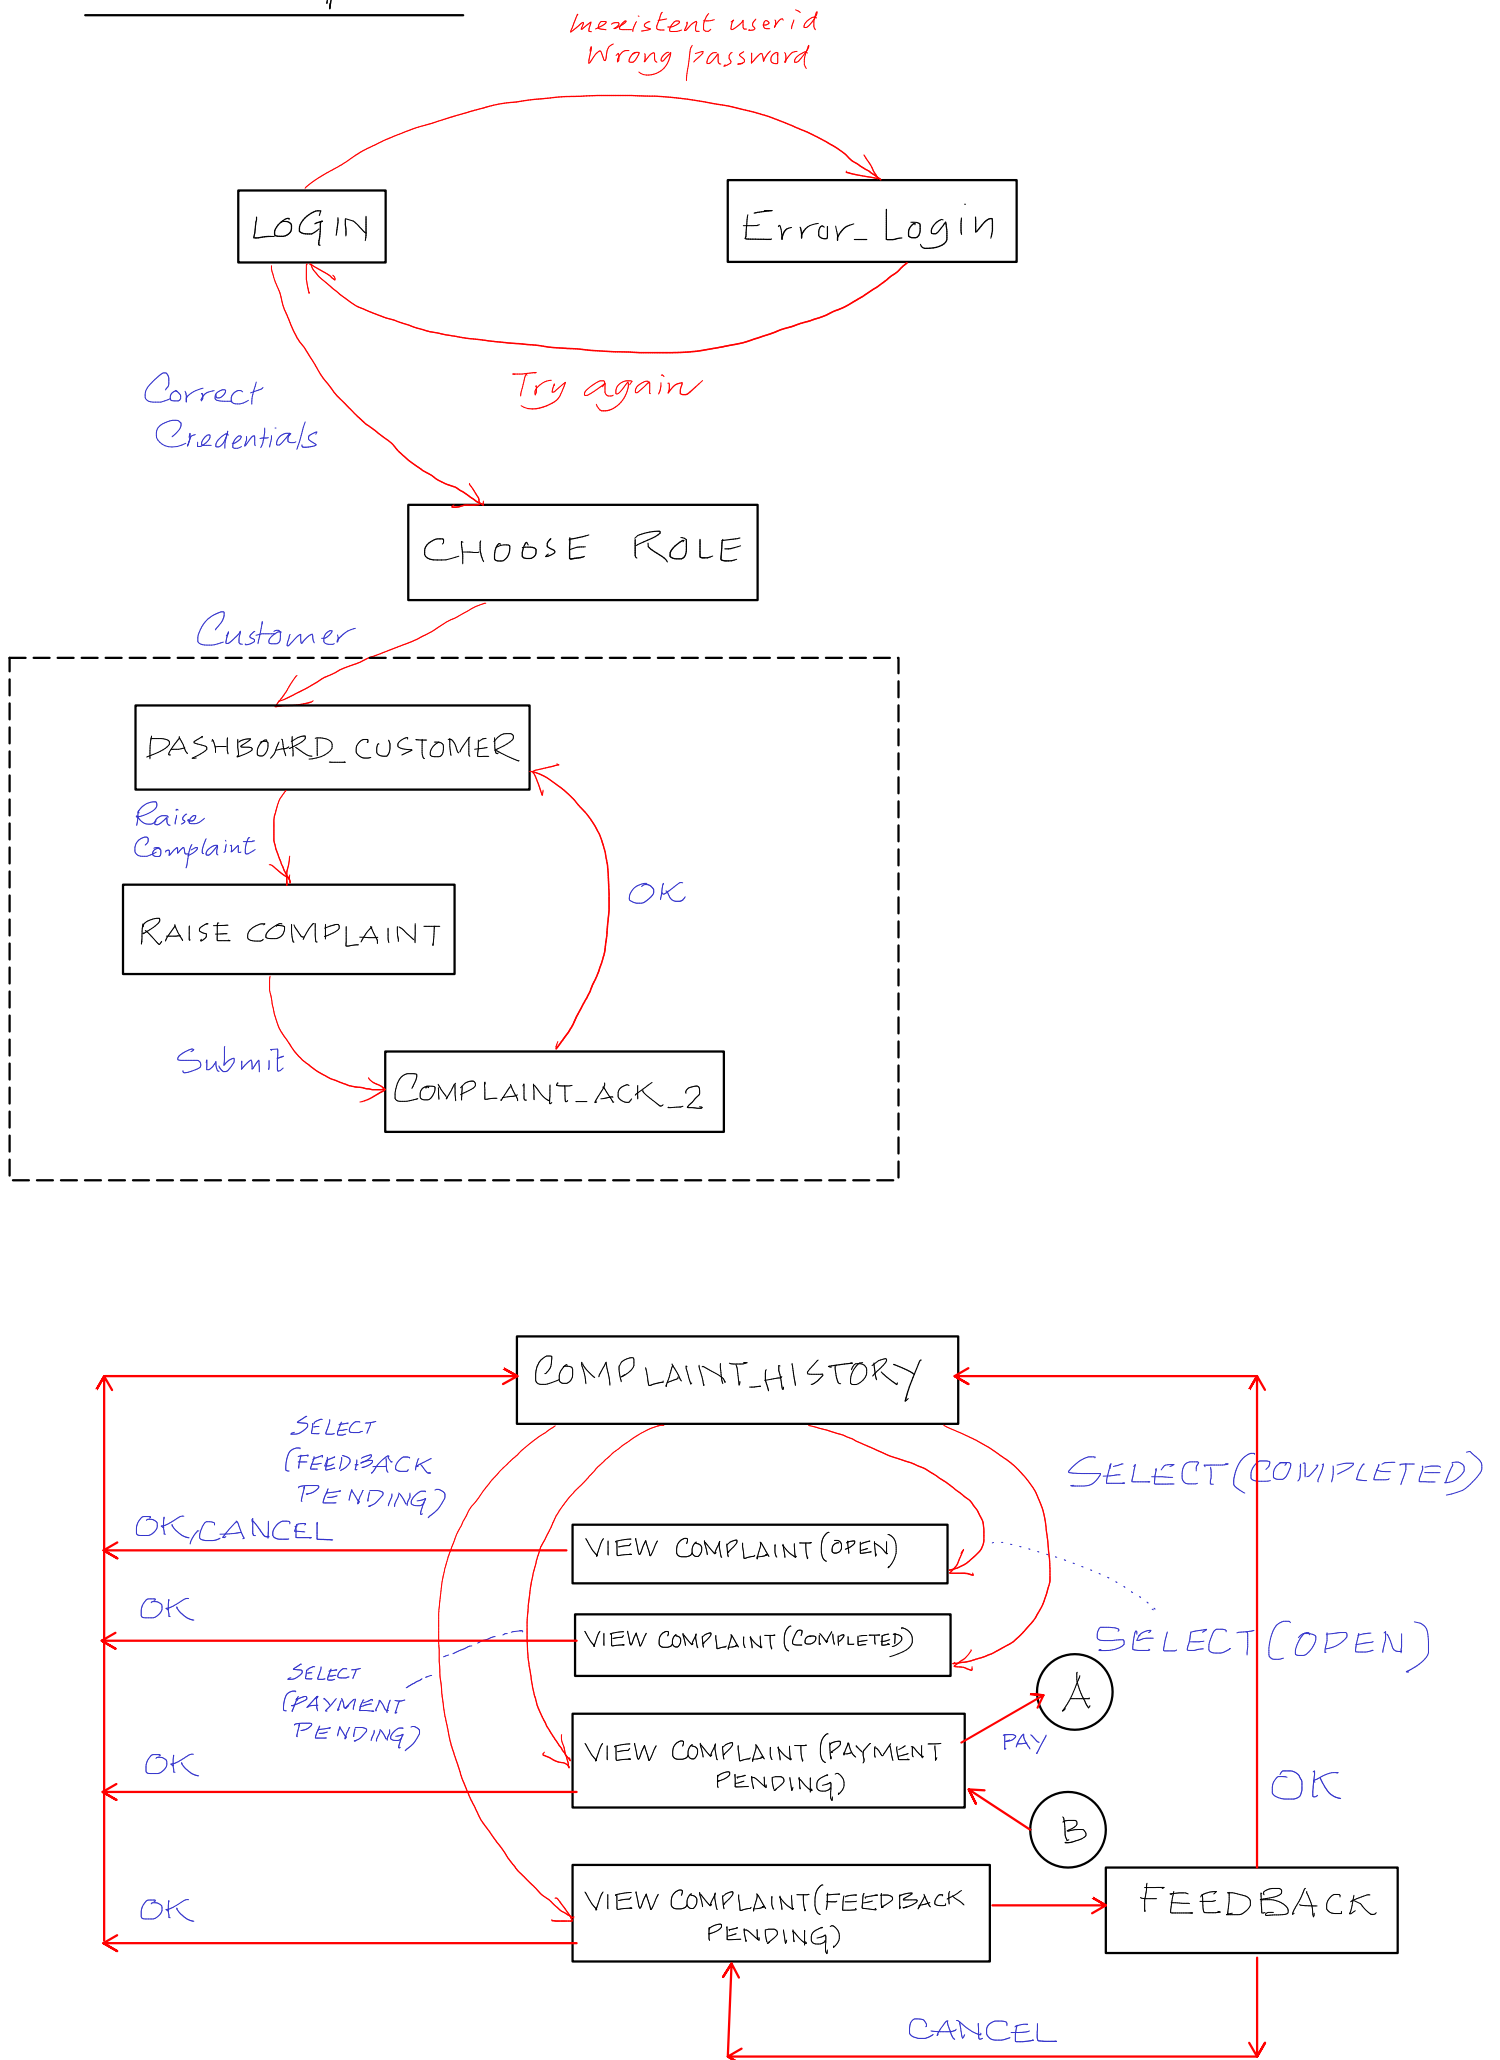 Inexistent userid
Wrong password
LOGIN
Error_Login
Correct
Credentials
Try again
CHOOSE ROLE
Customer
DASHBOARD_CUSTOMER
Raise
Complaint
RAISE COMPLAINT
OK
Submit
COMPLAINT_ACK_2
COMPLAINT_HISTORY
SELECT
(FEEDBACK
PENDING)
SELECT(COMPLETED)
OK,CANCEL
VIEW COMPLAINT(OPEN)
OK
VIEW COMPLAINT(COMPLETED)
SELECT(OPEN)
SELECT
(PAYMENT
PENDING)
A
PAY
VIEW COMPLAINT (PAYMENT
PENDING)
OK
OK
B
VIEW COMPLAINT(FEEDBACK
PENDING)
OK
FEEDBACK
CANCEL